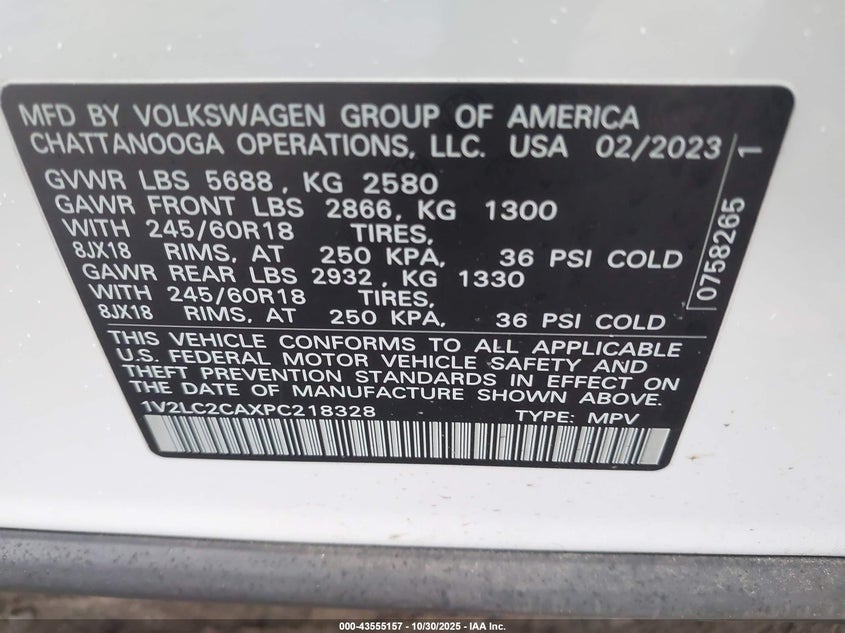 MFD BY VOLKSWAGEN GROUP OF AMERICA
CHATTANOOGA OPERATIONS, LLC. USA 02/2023
GVWR LBS 5688, KG 2580
GAWR FRONT LBS 2866, KG 1300
WITH 245/60R18 TIRES,
8JX18 RIMS, AT 250 KPA, 36 PSI COLD
GAWR REAR LBS 2932, KG 1330
WITH 245/60R18 TIRES,
8JX18 RIMS, AT 250 KPA, 36 PSI COLD
THIS VEHICLE CONFORMS TO ALL APPLICABLE
U.S. FEDERAL MOTOR VEHICLE SAFETY AND
THEFT PREVENTION STANDARDS IN EFFECT ON
THE DATE OF MANUFACTURE SHOWN ABOVE.
1V2LC2CAXPC218328 TYPE: MPV
0758265 1
000-43555157 - 10/30/2025 - IAA Inc.